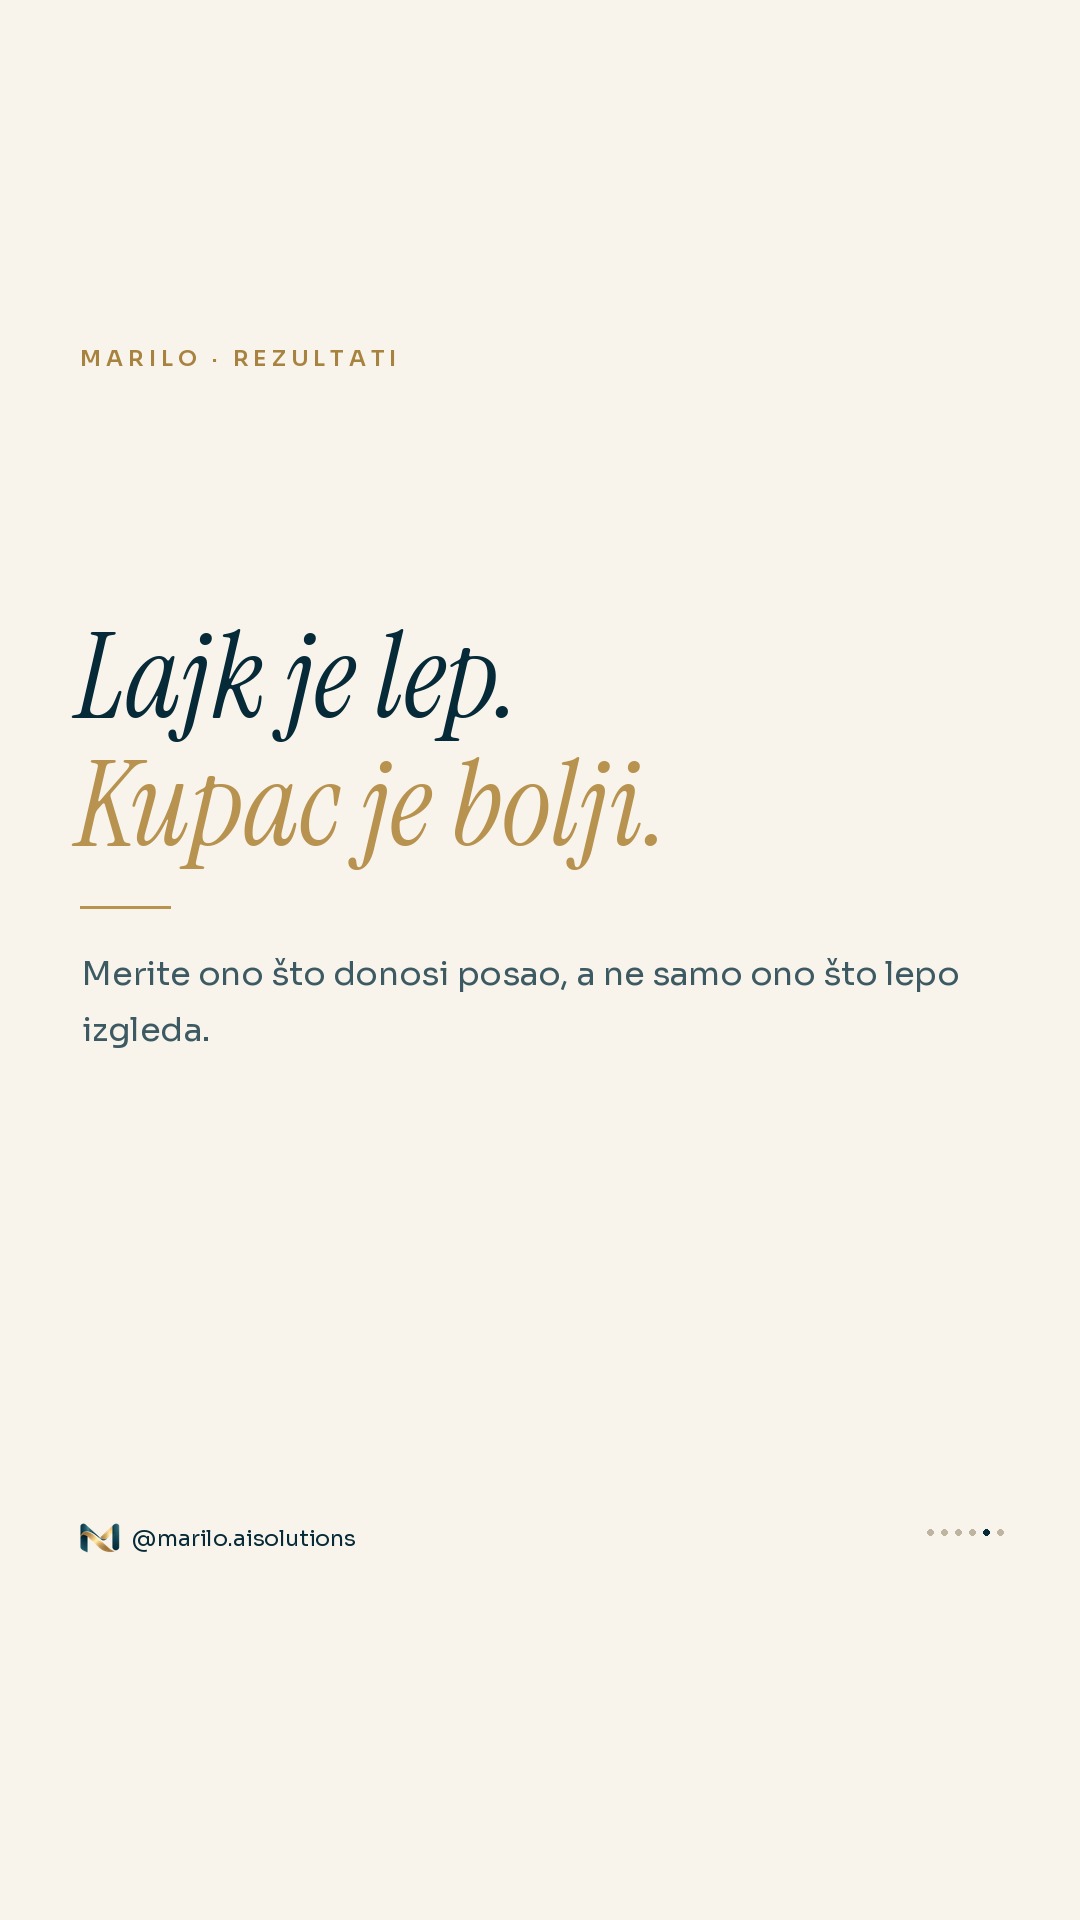 MARILO · REZULTATI
Lajk je lep.
Kupac je bolji.
Merite ono što donosi posao, a ne samo ono što lepo
izgleda.
@marilo.aisolutions